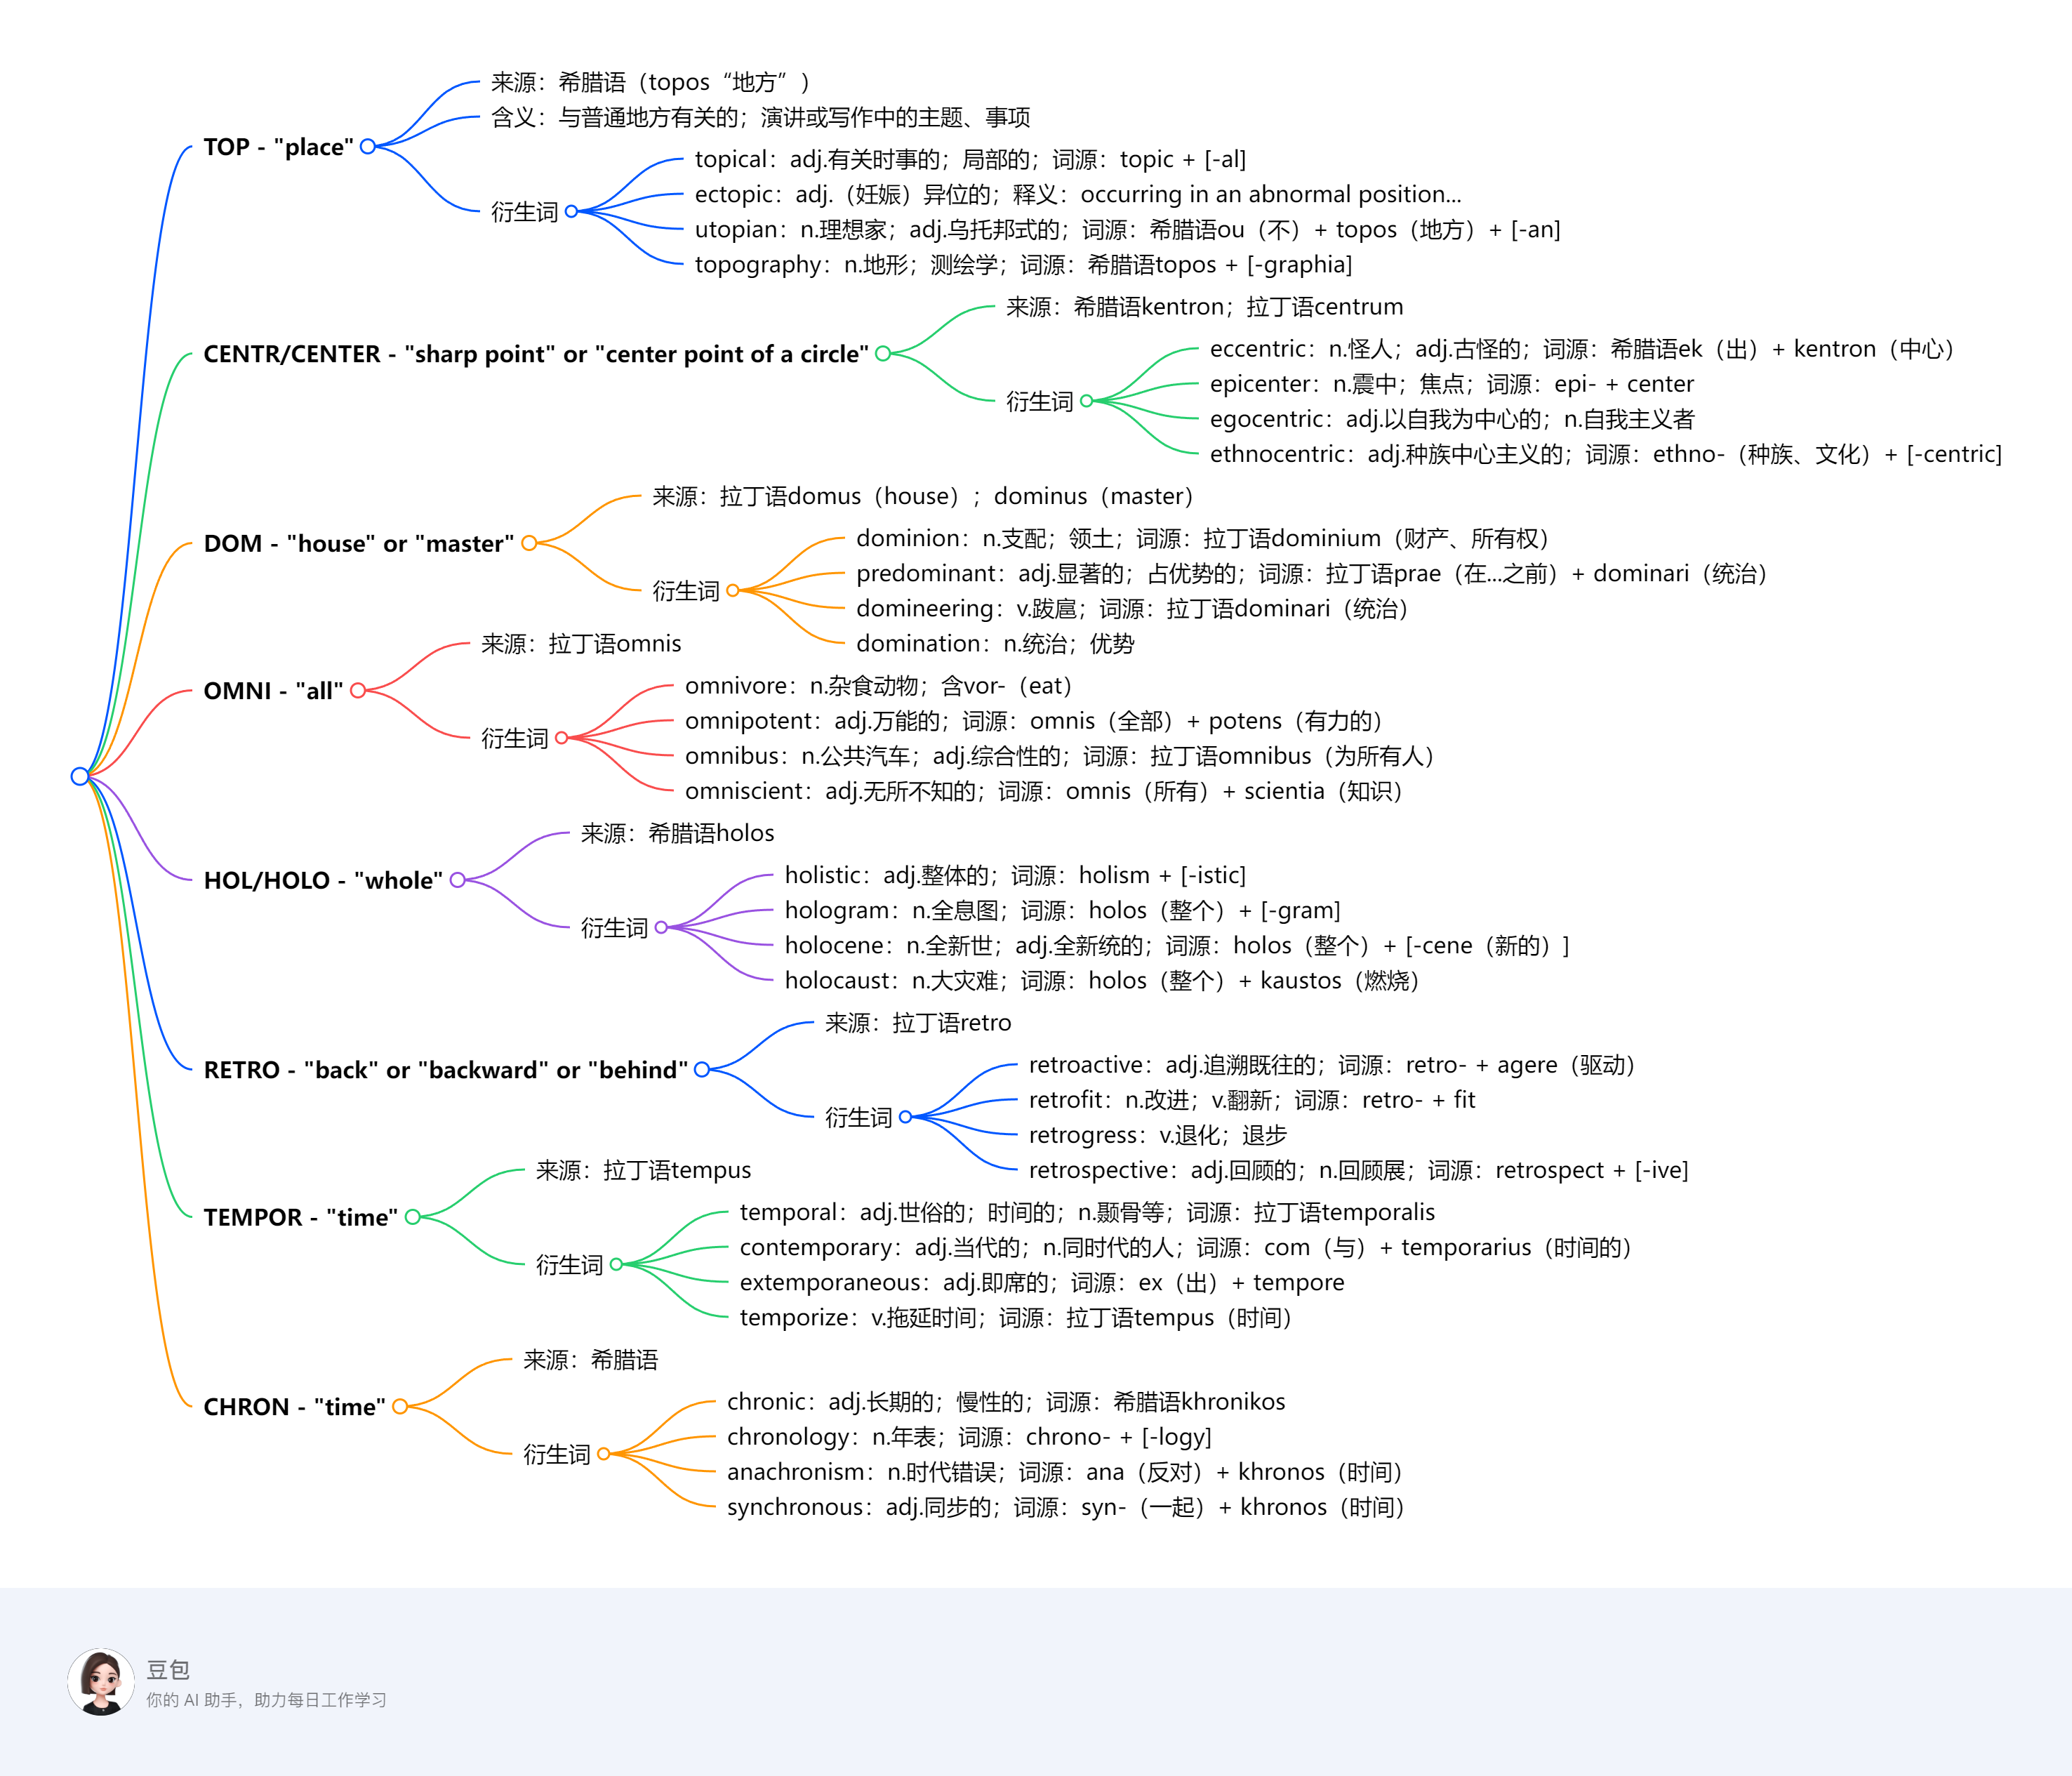 TOP - "place"
来源：希腊语（topos“地方”）
含义：与普通地方有关的；演讲或写作中的主题、事项
衍生词
topical：adj.有关时事的；局部的；词源：topic + [-al]
ectopic：adj.（妊娠）异位的；释义：occurring in an abnormal position...
utopian：n.理想家；adj.乌托邦式的；词源：希腊语ou（不）+ topos（地方）+ [-an]
topography：n.地形；测绘学；词源：希腊语topos + [-graphia]
CENTR/CENTER - "sharp point" or "center point of a circle"
来源：希腊语kentron；拉丁语centrum
衍生词
eccentric：n.怪人；adj.古怪的；词源：希腊语ek（出）+ kentron（中心）
epicenter：n.震中；焦点；词源：epi- + center
egocentric：adj.以自我为中心的；n.自我主义者
ethnocentric：adj.种族中心主义的；词源：ethno-（种族、文化）+ [-centric]
DOM - "house" or "master"
来源：拉丁语domus（house）；dominus（master）
衍生词
dominion：n.支配；领土；词源：拉丁语dominium（财产、所有权）
predominant：adj.显著的；占优势的；词源：拉丁语prae（在...之前）+ dominari（统治）
domineering：v.跋扈；词源：拉丁语dominari（统治）
domination：n.统治；优势
OMNI - "all"
来源：拉丁语omnis
衍生词
omnivore：n.杂食动物；含vor-（eat）
omnipotent：adj.万能的；词源：omnis（全部）+ potens（有力的）
omnibus：n.公共汽车；adj.综合性的；词源：拉丁语omnibus（为所有人）
omniscient：adj.无所不知的；词源：omnis（所有）+ scientia（知识）
HOL/HOLO - "whole"
来源：希腊语holos
衍生词
holistic：adj.整体的；词源：holism + [-istic]
hologram：n.全息图；词源：holos（整个）+ [-gram]
holocene：n.全新世；adj.全新统的；词源：holos（整个）+ [-cene（新的）]
holocaust：n.大灾难；词源：holos（整个）+ kaustos（燃烧）
RETRO - "back" or "backward" or "behind"
来源：拉丁语retro
衍生词
retroactive：adj.追溯既往的；词源：retro- + agere（驱动）
retrofit：n.改进；v.翻新；词源：retro- + fit
retrogress：v.退化；退步
retrospective：adj.回顾的；n.回顾展；词源：retrospect + [-ive]
TEMPOR - "time"
来源：拉丁语tempus
衍生词
temporal：adj.世俗的；时间的；n.颞骨等；词源：拉丁语temporalis
contemporary：adj.当代的；n.同时代的人；词源：com（与）+ temporarius（时间的）
extemporaneous：adj.即席的；词源：ex（出）+ tempore
temporize：v.拖延时间；词源：拉丁语tempus（时间）
CHRON - "time"
来源：希腊语
衍生词
chronic：adj.长期的；慢性的；词源：希腊语khronikos
chronology：n.年表；词源：chrono- + [-logy]
anachronism：n.时代错误；词源：ana（反对）+ khronos（时间）
synchronous：adj.同步的；词源：syn-（一起）+ khronos（时间）
豆包
你的 AI 助手，助力每日工作学习